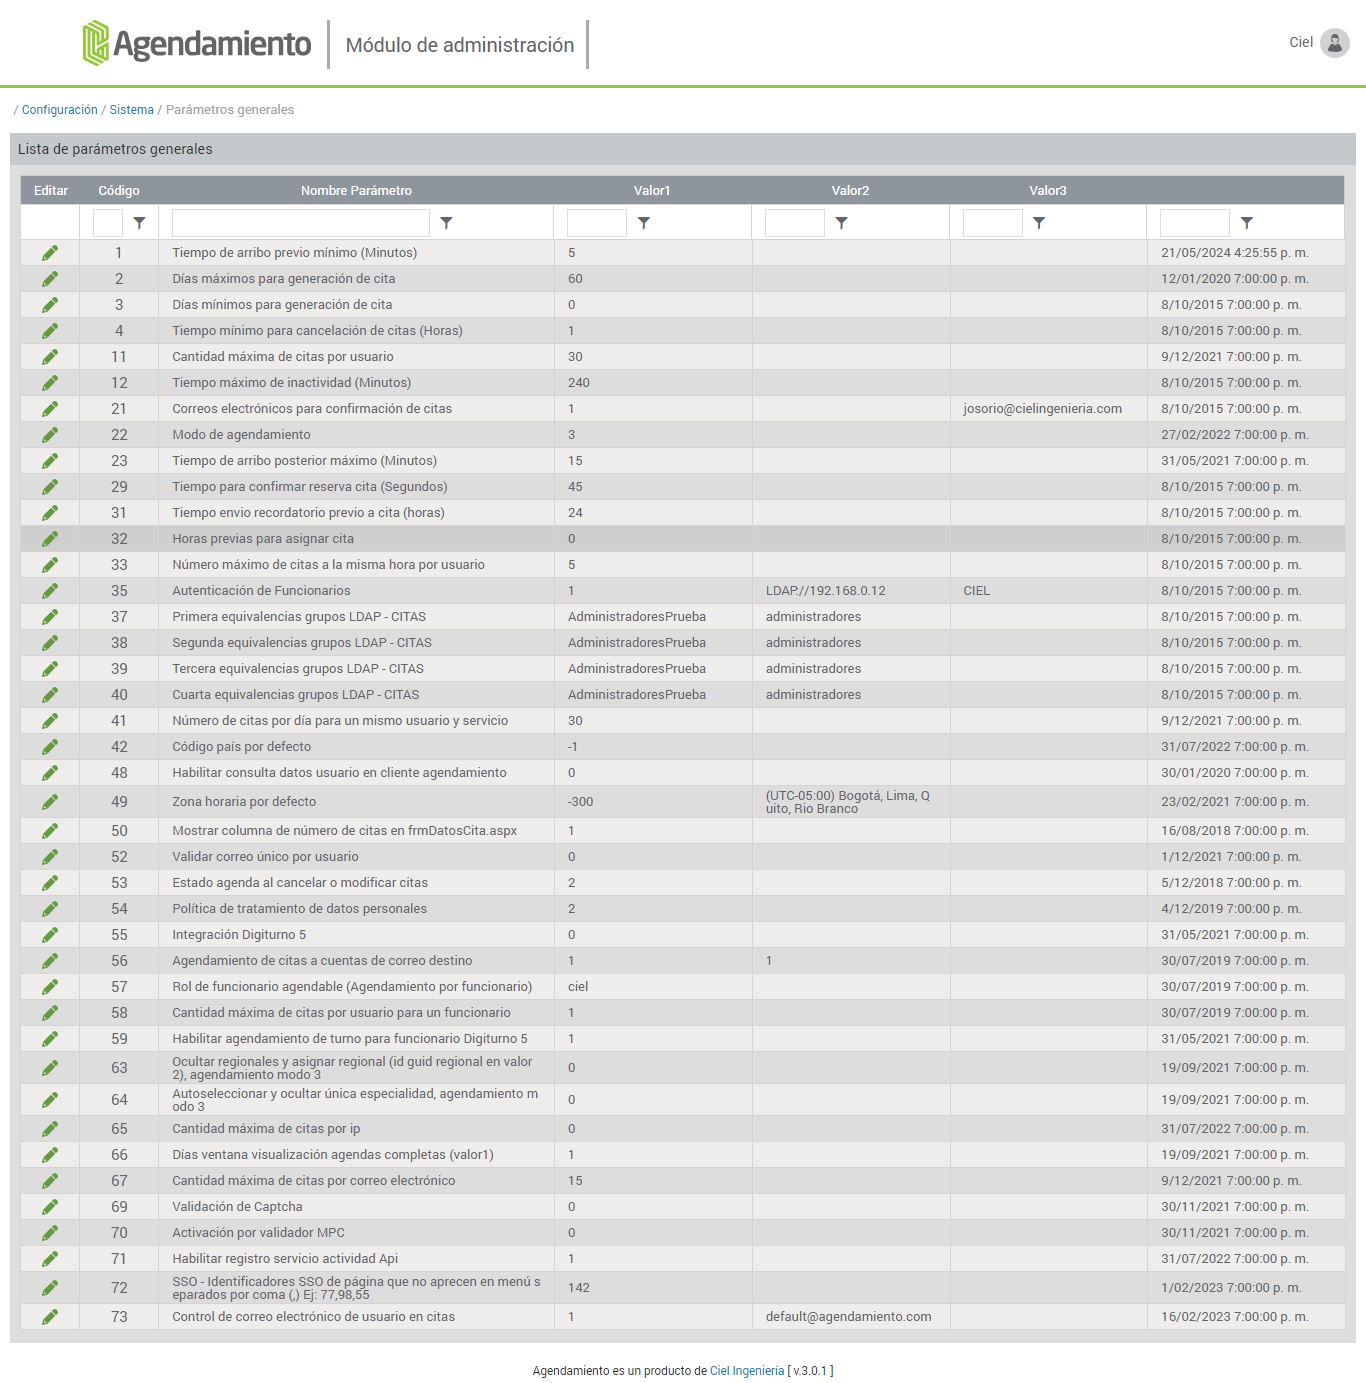 Agendamiento Módulo de administración Ciel
/ Configuración / Sistema / Parámetros generales
Lista de parámetros generales
Editar Código Nombre Parámetro Valor1 Valor2 Valor3
1 Tiempo de arribo previo mínimo (Minutos) 5 21/05/2024 4:25:55 p. m.
2 Días máximos para generación de cita 60 12/01/2020 7:00:00 p. m.
3 Días mínimos para generación de cita 0 8/10/2015 7:00:00 p. m.
4 Tiempo mínimo para cancelación de citas (Horas) 1 8/10/2015 7:00:00 p. m.
11 Cantidad máxima de citas por usuario 30 9/12/2021 7:00:00 p. m.
12 Tiempo máximo de inactividad (Minutos) 240 8/10/2015 7:00:00 p. m.
21 Correos electrónicos para confirmación de citas 1 josorio@cielingenieria.com 8/10/2015 7:00:00 p. m.
22 Modo de agendamiento 3 27/02/2022 7:00:00 p. m.
23 Tiempo de arribo posterior máximo (Minutos) 15 31/05/2021 7:00:00 p. m.
29 Tiempo para confirmar reserva cita (Segundos) 45 8/10/2015 7:00:00 p. m.
31 Tiempo envio recordatorio previo a cita (horas) 24 8/10/2015 7:00:00 p. m.
32 Horas previas para asignar cita 0 8/10/2015 7:00:00 p. m.
33 Número máximo de citas a la misma hora por usuario 5 8/10/2015 7:00:00 p. m.
35 Autenticación de Funcionarios 1 LDAP://192.168.0.12 CIEL 8/10/2015 7:00:00 p. m.
37 Primera equivalencias grupos LDAP - CITAS AdministradoresPrueba administradores 8/10/2015 7:00:00 p. m.
38 Segunda equivalencias grupos LDAP - CITAS AdministradoresPrueba administradores 8/10/2015 7:00:00 p. m.
39 Tercera equivalencias grupos LDAP - CITAS AdministradoresPrueba administradores 8/10/2015 7:00:00 p. m.
40 Cuarta equivalencias grupos LDAP - CITAS AdministradoresPrueba administradores 8/10/2015 7:00:00 p. m.
41 Número de citas por día para un mismo usuario y servicio 30 9/12/2021 7:00:00 p. m.
42 Código país por defecto -1 31/07/2022 7:00:00 p. m.
48 Habilitar consulta datos usuario en cliente agendamiento 0 30/01/2020 7:00:00 p. m.
49 Zona horaria por defecto -300 (UTC-05:00) Bogotá, Lima, Q 23/02/2021 7:00:00 p. m.
uito, Rio Branco
50 Mostrar columna de número de citas en frmDatosCita.aspx 1 16/08/2018 7:00:00 p. m.
52 Validar correo único por usuario 0 1/12/2021 7:00:00 p. m.
53 Estado agenda al cancelar o modificar citas 2 5/12/2018 7:00:00 p. m.
54 Política de tratamiento de datos personales 2 4/12/2019 7:00:00 p. m.
55 Integración Digiturno 5 0 31/05/2021 7:00:00 p. m.
56 Agendamiento de citas a cuentas de correo destino 1 1 30/07/2019 7:00:00 p. m.
57 Rol de funcionario agendable (Agendamiento por funcionario) ciel 30/07/2019 7:00:00 p. m.
58 Cantidad máxima de citas por usuario para un funcionario 1 30/07/2019 7:00:00 p. m.
59 Habilitar agendamiento de turno para funcionario Digiturno 5 1 31/05/2021 7:00:00 p. m.
63 Ocultar regionales y asignar regional (id guid regional en valor 0 19/09/2021 7:00:00 p. m.
2), agendamiento modo 3
64 Autoseleccionar y ocultar única especialidad, agendamiento m 0 19/09/2021 7:00:00 p. m.
odo 3
65 Cantidad máxima de citas por ip 0 31/07/2022 7:00:00 p. m.
66 Días ventana visualización agendas completas (valor1) 1 19/09/2021 7:00:00 p. m.
67 Cantidad máxima de citas por correo electrónico 15 9/12/2021 7:00:00 p. m.
69 Validación de Captcha 0 30/11/2021 7:00:00 p. m.
70 Activación por validador MPC 0 30/11/2021 7:00:00 p. m.
71 Habilitar registro servicio actividad Api 1 31/07/2022 7:00:00 p. m.
72 SSO - Identificadores SSO de página que no aprecen en menú s 142 1/02/2023 7:00:00 p. m.
eparados por coma (,) Ej: 77,98,55
73 Control de correo electrónico de usuario en citas 1 default@agendamiento.com 16/02/2023 7:00:00 p. m.
Agendamiento es un producto de Ciel Ingeniería [ v.3.0.1 ]